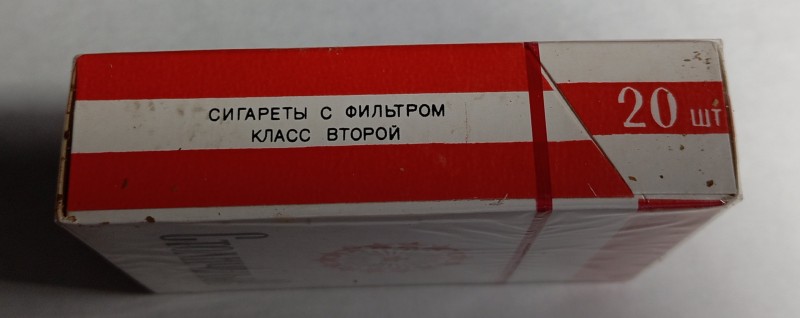 СИГАРЕТЫ С ФИЛЬТРОМ
КЛАСС ВТОРОЙ
20 шт